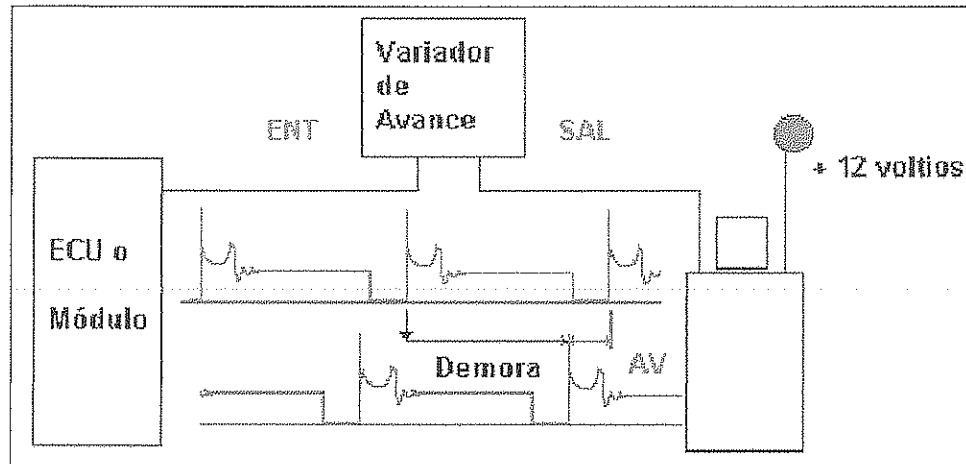 Variador
de
Avance
ENT
SAL
+ 12 voltios
ECU o
Módulo
Demora
AV